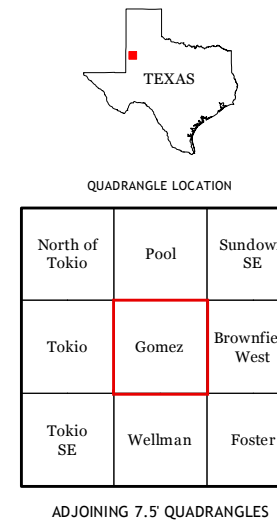 TEXAS
QUADRANGLE LOCATION
North of
Tokio
Pool
Sundow
SE
Tokio
Gomez
Brownfie
West
Tokio
SE
Wellman
Foster
ADJOINING 7.5' QUADRANGLES